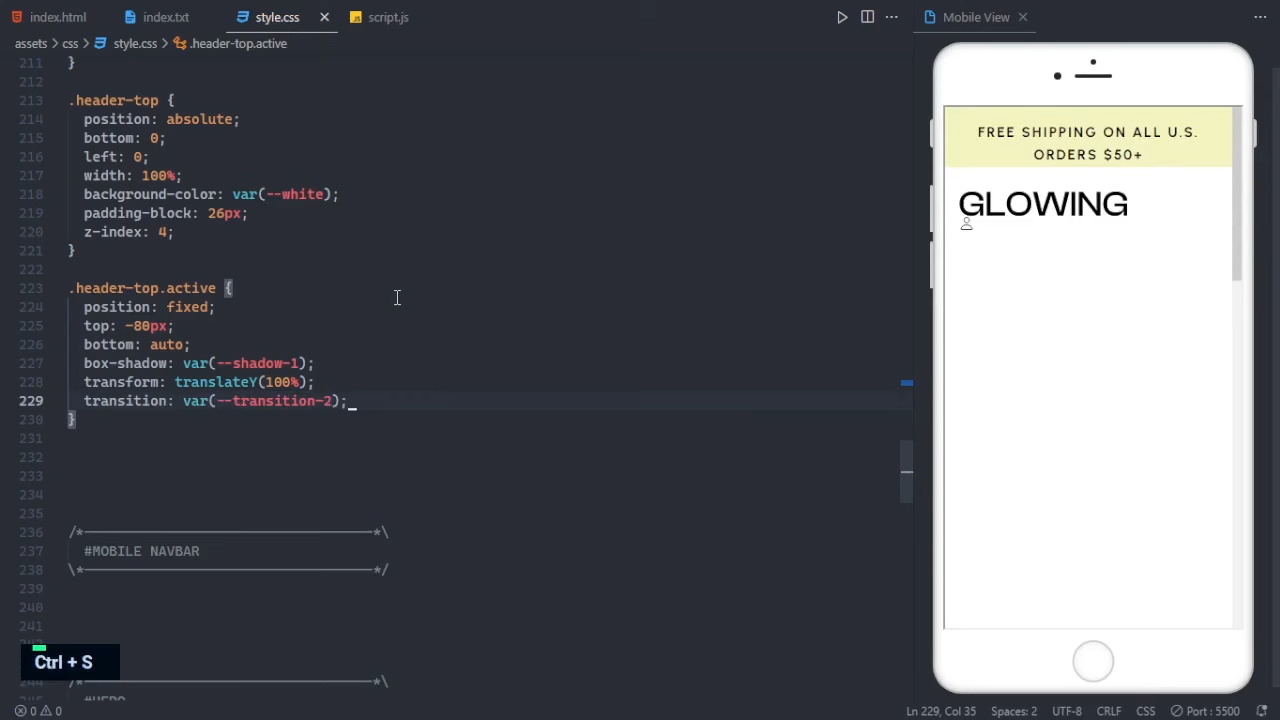 index.html
index.txt
style.css
script.js
Mobile View
assets > css > style.css > .header-top.active
211 }
212
213 .header-top {
214 position: absolute;
215 bottom: 0;
216 left: 0;
217 width: 100%;
218 background-color: var(--white);
219 padding-block: 26px;
220 z-index: 4;
221 }
222
223 .header-top.active {
224 position: fixed;
225 top: -80px;
226 bottom: auto;
227 box-shadow: var(--shadow-1);
228 transform: translateY(100%);
229 transition: var(--transition-2);
230 }
231
232
233
234
235
236 /*-----------------------------------*\
237 #MOBILE NAVBAR
238 \*-----------------------------------*/
239
240
241
244 /*-----------------------------------*\
FREE SHIPPING ON ALL U.S.
ORDERS $50+
GLOWING
Ctrl + S
0 0
Ln 229, Col 35
Spaces: 2
UTF-8
CRLF
CSS
Port : 5500